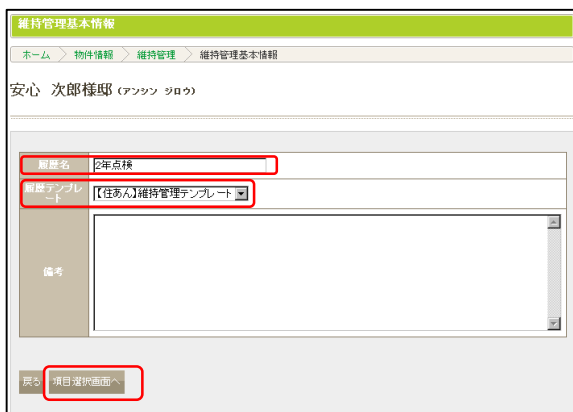 維持管理基本情報
ホーム > 物件情報 > 維持管理 > 維持管理基本情報
安心 次郎様邸 (アンシン ジロウ)
履歴名 2年点検
履歴テンプレ
ート
【住あん】維持管理テンプレート
備考
戻る 項目選択画面へ